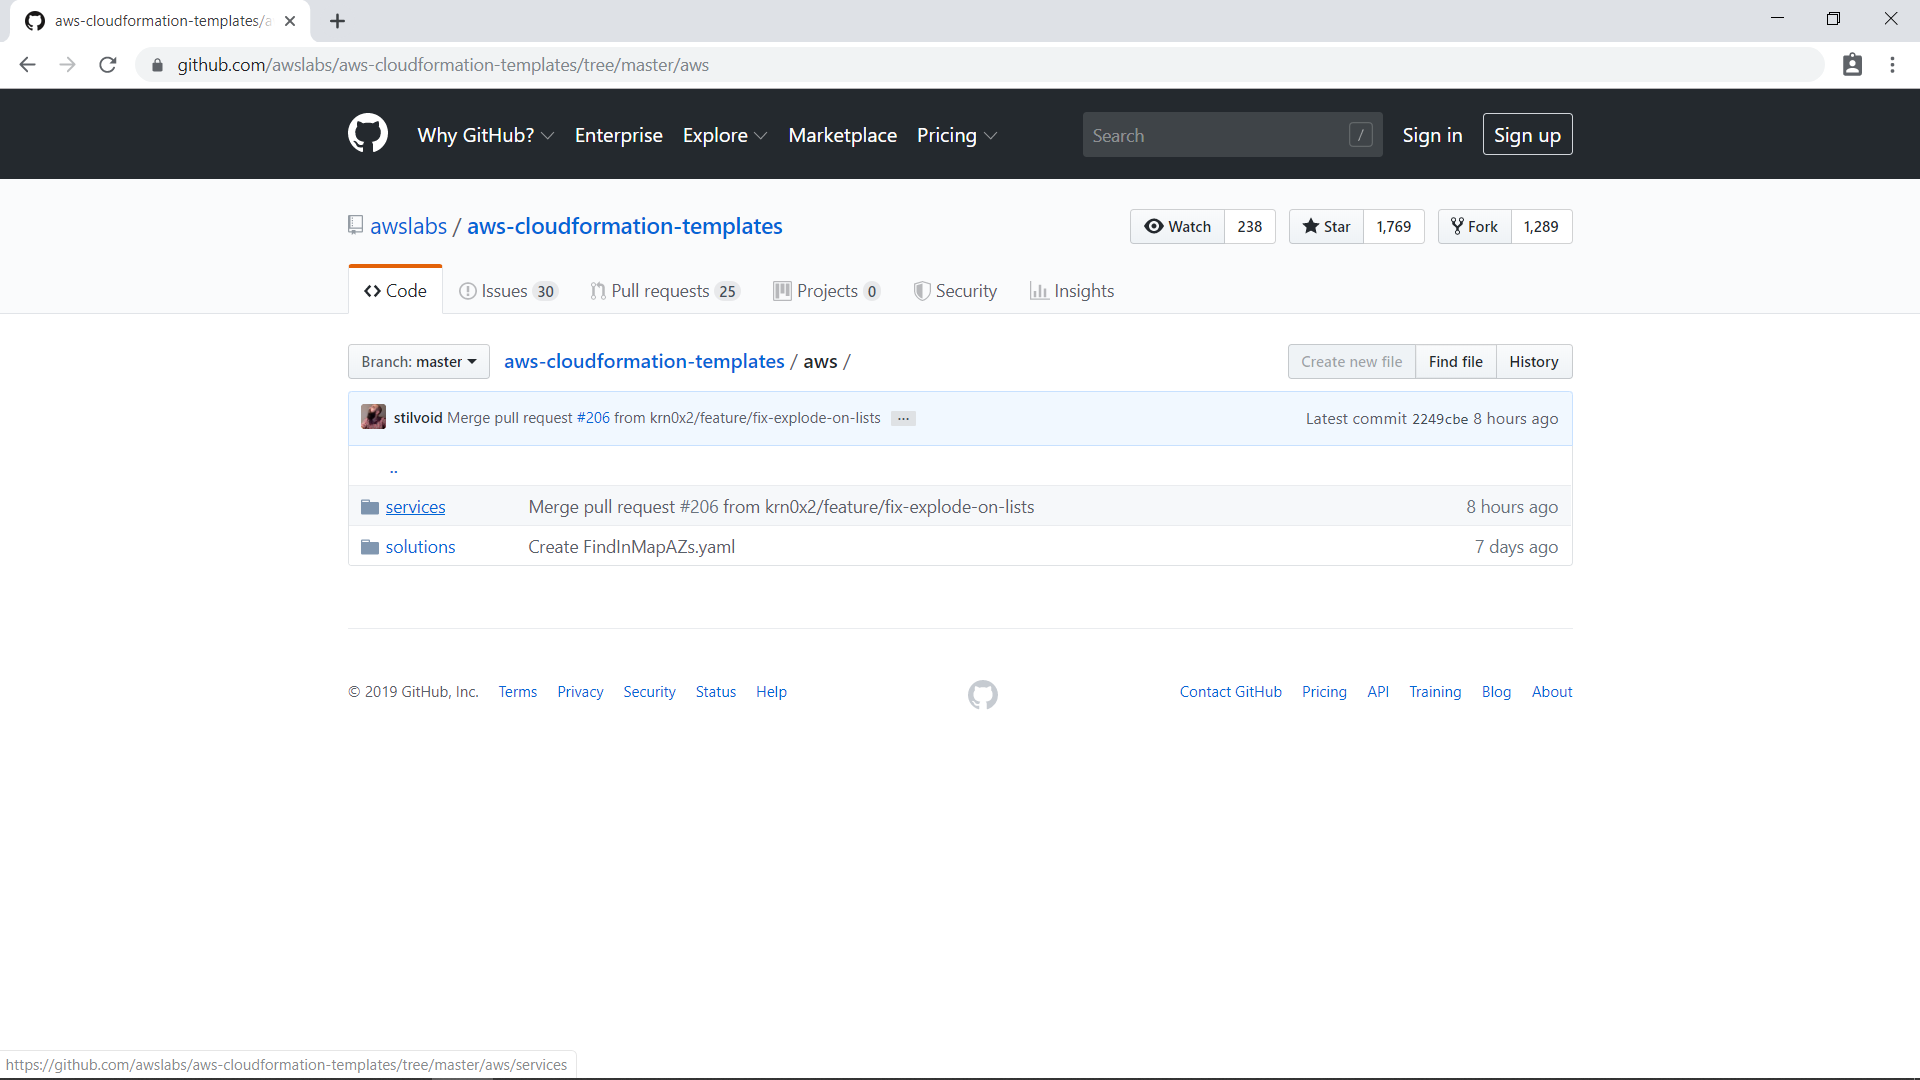 aws-cloudformation-templates/a
github.com/awslabs/aws-cloudformation-templates/tree/master/aws
Why GitHub? Enterprise Explore Marketplace Pricing Search / Sign in Sign up
awslabs / aws-cloudformation-templates Watch 238 Star 1,769 Fork 1,289
Code Issues 30 Pull requests 25 Projects 0 Security Insights
Branch: master aws-cloudformation-templates / aws / Create new file Find file History
stilvoid Merge pull request #206 from krn0x2/feature/fix-explode-on-lists ... Latest commit 2249cbe 8 hours ago
..
services Merge pull request #206 from krn0x2/feature/fix-explode-on-lists 8 hours ago
solutions Create FindInMapAZs.yaml 7 days ago
© 2019 GitHub, Inc. Terms Privacy Security Status Help Contact GitHub Pricing API Training Blog About
https://github.com/awslabs/aws-cloudformation-templates/tree/master/aws/services